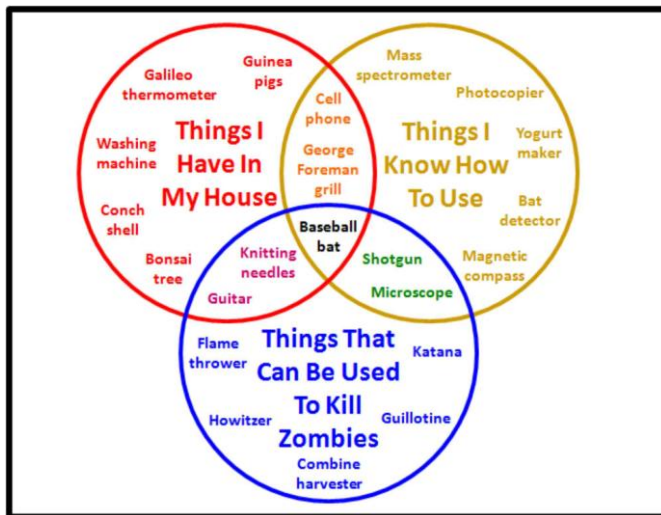 Galileo
thermometer
Guinea
pigs
Washing
machine
Things I
Have In
My House
Conch
shell
Bonsai
tree
Cell
phone
George
Foreman
grill
Mass
spectrometer
Photocopier
Things I
Know How
To Use
Yogurt
maker
Bat
detector
Magnetic
compass
Baseball
bat
Knitting
needles
Guitar
Shotgun
Microscope
Flame
thrower
Things That
Can Be Used
To Kill
Zombies
Katana
Howitzer
Guillotine
Combine
harvester